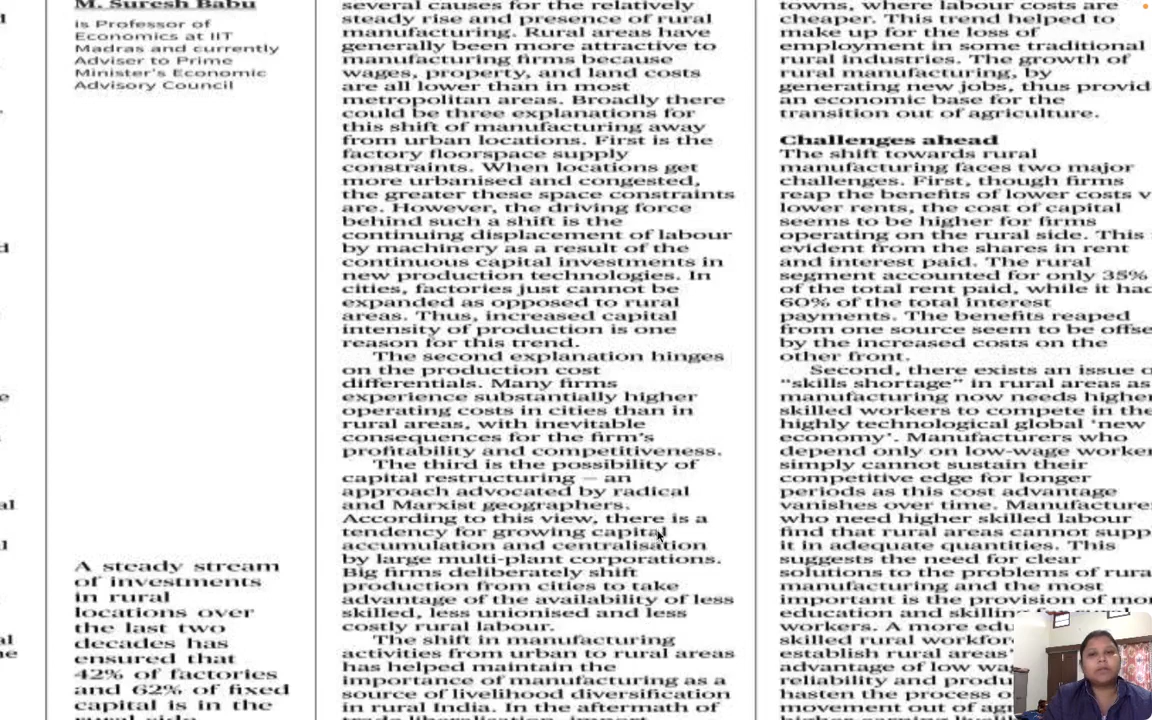 M. Suresh Babu
is Professor of
Economics at IIT
Madras and currently
Adviser to Prime
Minister's Economic
Advisory Council
A steady stream
of investments
in rural
locations over
the last two
decades has
ensured that
42% of factories
and 62% of fixed
capital is in the
rural side
several causes for the relatively
steady rise and presence of rural
manufacturing. Rural areas have
generally been more attractive to
manufacturing firms because
wages, property, and land costs
are all lower than in most
metropolitan areas. Broadly there
could be three explanations for
this shift of manufacturing away
from urban locations. First is the
factory floorspace supply
constraints. When locations get
more urbanised and congested,
the greater these space constraints
are. However, the driving force
behind such a shift is the
continuing displacement of labour
by machinery as a result of the
continuous capital investments in
new production technologies. In
cities, factories just cannot be
expanded as opposed to rural
areas. Thus, increased capital
intensity of production is one
reason for this trend.
The second explanation hinges
on the production cost
differentials. Many firms
experience substantially higher
operating costs in cities than in
rural areas, with inevitable
consequences for the firm's
profitability and competitiveness.
The third is the possibility of
capital restructuring — an
approach advocated by radical
and Marxist geographers.
According to this view, there is a
tendency for growing capital
accumulation and centralisation
by large multi-plant corporations.
Big firms deliberately shift
production from cities to take
advantage of the availability of less
skilled, less unionised and less
costly rural labour.
The shift in manufacturing
activities from urban to rural areas
has helped maintain the
importance of manufacturing as a
source of livelihood diversification
in rural India. In the aftermath of
trade liberalisation, import
towns, where labour costs are
cheaper. This trend helped to
make up for the loss of
employment in some traditional
rural industries. The growth of
rural manufacturing, by
generating new jobs, thus provid
an economic base for the
transition out of agriculture.
Challenges ahead
The shift towards rural
manufacturing faces two major
challenges. First, though firms
reap the benefits of lower costs v
lower rents, the cost of capital
seems to be higher for firms
operating on the rural side. This
evident from the shares in rent
and interest paid. The rural
segment accounted for only 35%
of the total rent paid, while it had
60% of the total interest
payments. The benefits reaped
from one source seem to be offse
by the increased costs on the
other front.
Second, there exists an issue o
"skills shortage" in rural areas as
manufacturing now needs higher
skilled workers to compete in the
highly technological global 'new
economy'. Manufacturers who
depend only on low-wage worker
simply cannot sustain their
competitive edge for longer
periods as this cost advantage
vanishes over time. Manufacture
who need higher skilled labour
find that rural areas cannot supp
it in adequate quantities. This
suggests the need for clear
solutions to the problems of rura
manufacturing and the most
important is the provision of mor
education and skilling for rural
workers. A more edu
skilled rural workfor
establish rural areas'
advantage of low wa
reliability and produ
hasten the process o
movement out of ag